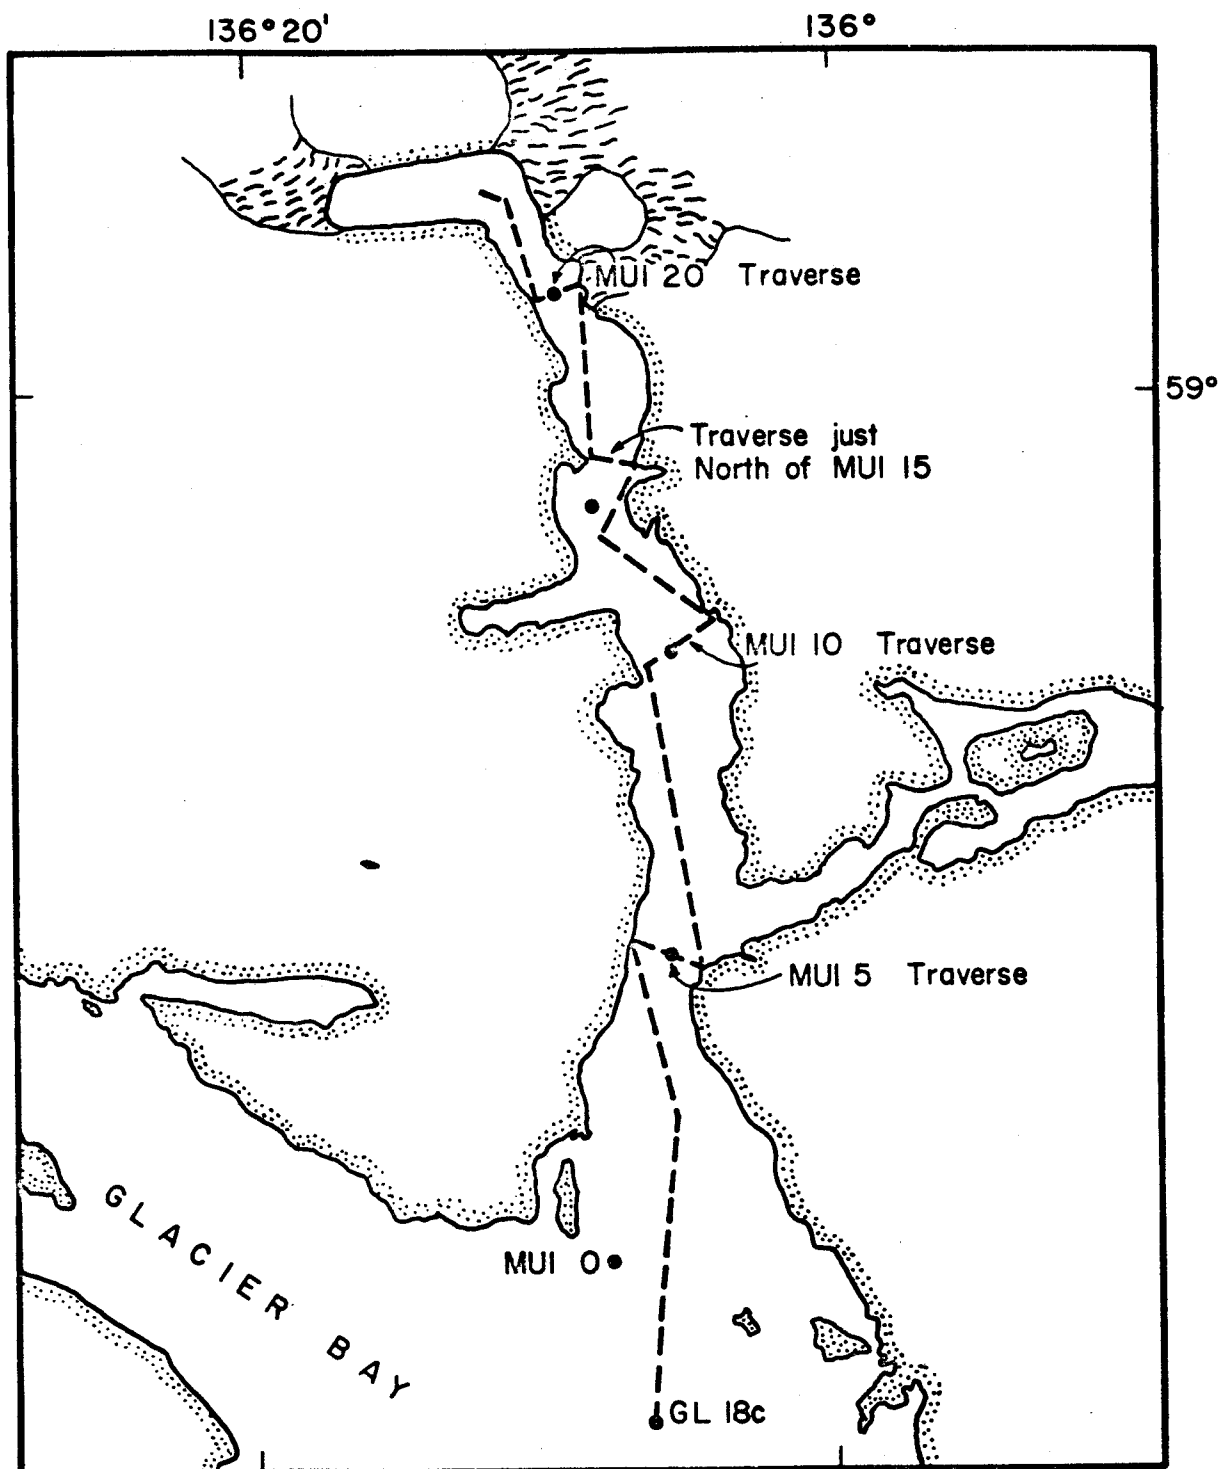 136° 20'
136°
MUI 20 Traverse
59°
Traverse just
North of MUI 15
MUI 10 Traverse
MUI 5 Traverse
GLACIER BAY
MUI 0
GL 18c